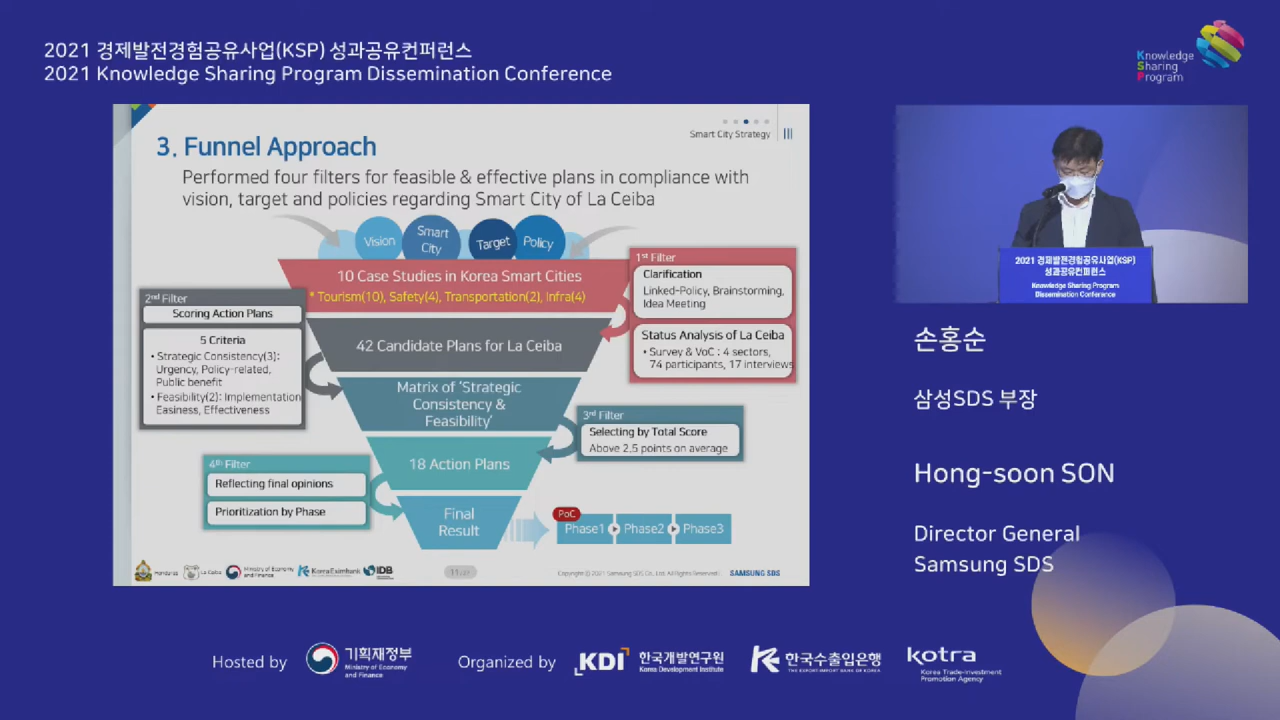 2021 경제발전경험공유사업(KSP) 성과공유컨퍼런스
2021 Knowledge Sharing Program Dissemination Conference
Knowledge
Sharing
Program
Smart City Strategy
3. Funnel Approach
Performed four filters for feasible & effective plans in compliance with
vision, target and policies regarding Smart City of La Ceiba
Vision
Smart
City
Target
Policy
10 Case Studies in Korea Smart Cities
* Tourism(10), Safety(4), Transportation(2), Infra(4)
1st Filter
Clarification
Linked-Policy, Brainstorming,
Idea Meeting
Status Analysis of La Ceiba
• Survey & VoC : 4 sectors,
74 participants, 17 interviews
2nd Filter
Scoring Action Plans
5 Criteria
• Strategic Consistency(3):
Urgency, Policy-related,
Public benefit
• Feasibility(2): Implementation
Easiness, Effectiveness
42 Candidate Plans for La Ceiba
Matrix of 'Strategic
Consistency &
Feasibility'
3rd Filter
Selecting by Total Score
Above 2.5 points on average
18 Action Plans
4th Filter
Reflecting final opinions
Prioritization by Phase
Final
Result
PoC
Phase1
Phase2
Phase3
Honduras
La Ceiba
Ministry of Economy
and Finance
KoreaEximbank
IDB
Copyright © 2021 Samsung SDS Co., Ltd. All Rights Reserved
SAMSUNG SDS
2021 경제발전경험공유사업(KSP)
성과공유컨퍼런스
Knowledge Sharing Program
Dissemination Conference
손홍순
삼성SDS 부장
Hong-soon SON
Director General
Samsung SDS
Hosted by
기획재정부
Ministry of Economy
and Finance
Organized by
KDI
한국개발연구원
Korea Development Institute
한국수출입은행
THE EXPORT-IMPORT BANK OF KOREA
kotra
Korea Trade-Investment
Promotion Agency